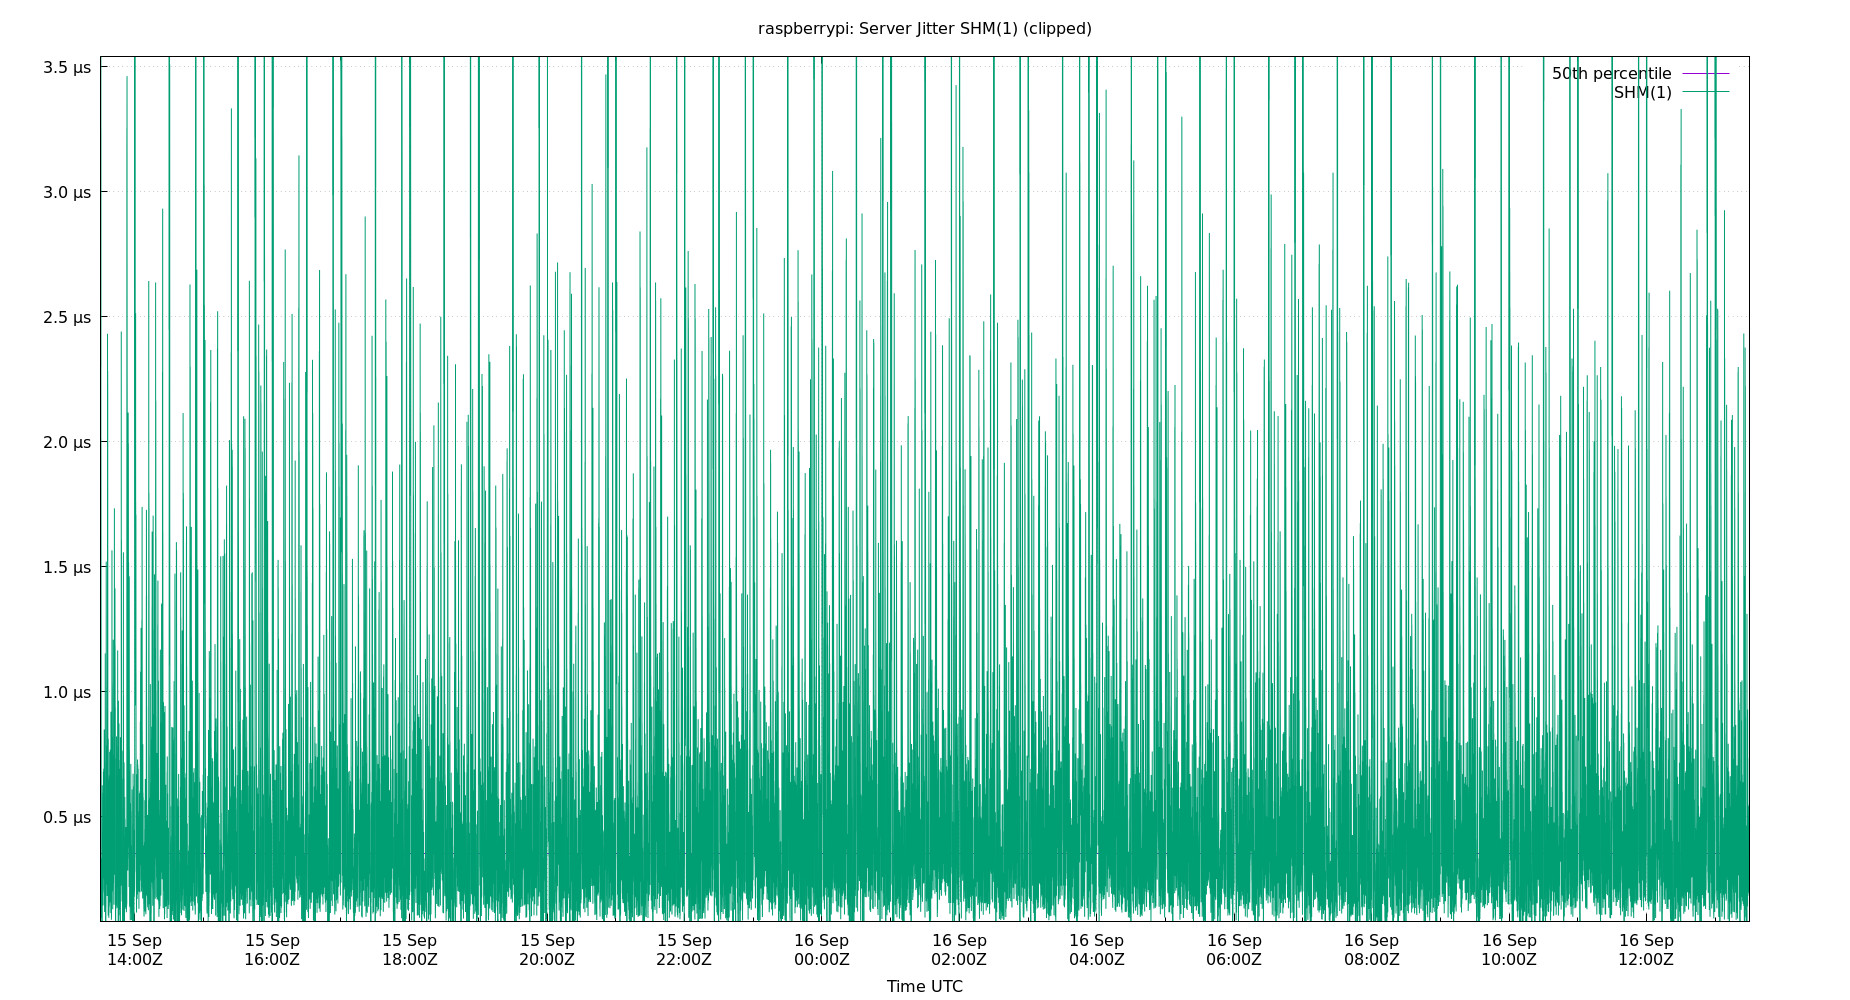 raspberrypi: Server Jitter SHM(1) (clipped)
3.5 μs
50th percentile
SHM(1)
3.0 μs
2.5 μs
2.0 μs
1.5 μs
1.0 μs
0.5 μs
15 Sep 15 Sep 15 Sep 15 Sep 15 Sep 16 Sep 16 Sep 16 Sep 16 Sep 16 Sep 16 Sep 16 Sep
14:00Z 16:00Z 18:00Z 20:00Z 22:00Z 00:00Z 02:00Z 04:00Z 06:00Z 08:00Z 10:00Z 12:00Z
Time UTC